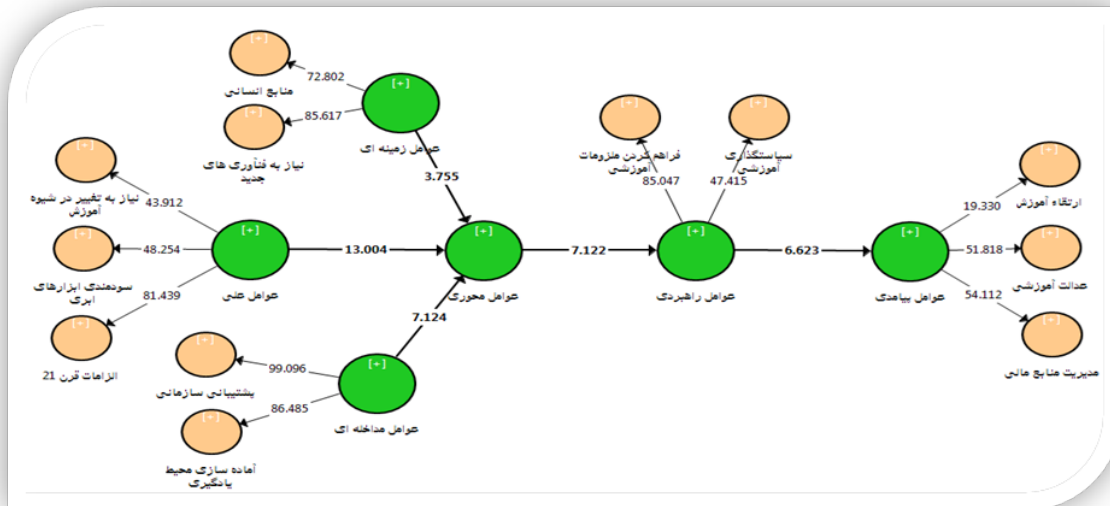 [+]
72.802
منابع انسانی
[+]
85.617
نیاز به فنآوری های
جدید
[+]
عوامل زمینه ای
3.755
[+]
43.912
نیاز به تغییر در شیوه
آموزش
[+]
48.254
سودمندی ابزارهای
ابری
[+]
81.439
الزامات قرن 21
[+]
عوامل علی
13.004
[+]
99.096
پشتیبانی سازمانی
[+]
86.485
آماده سازی محیط
یادگیری
[+]
عوامل مداخله ای
7.124
[+]
عوامل محوری
7.122
[+]
فراهم کردن ملزومات
آموزشی
85.047
[+]
سیاستگذاری
آموزشی
47.415
[+]
عوامل راهبردی
6.623
[+]
عوامل پیامدی
[+]
19.330
ارتقاء آموزش
[+]
51.818
عدالت آموزشی
[+]
54.112
مدیریت منابع مالی